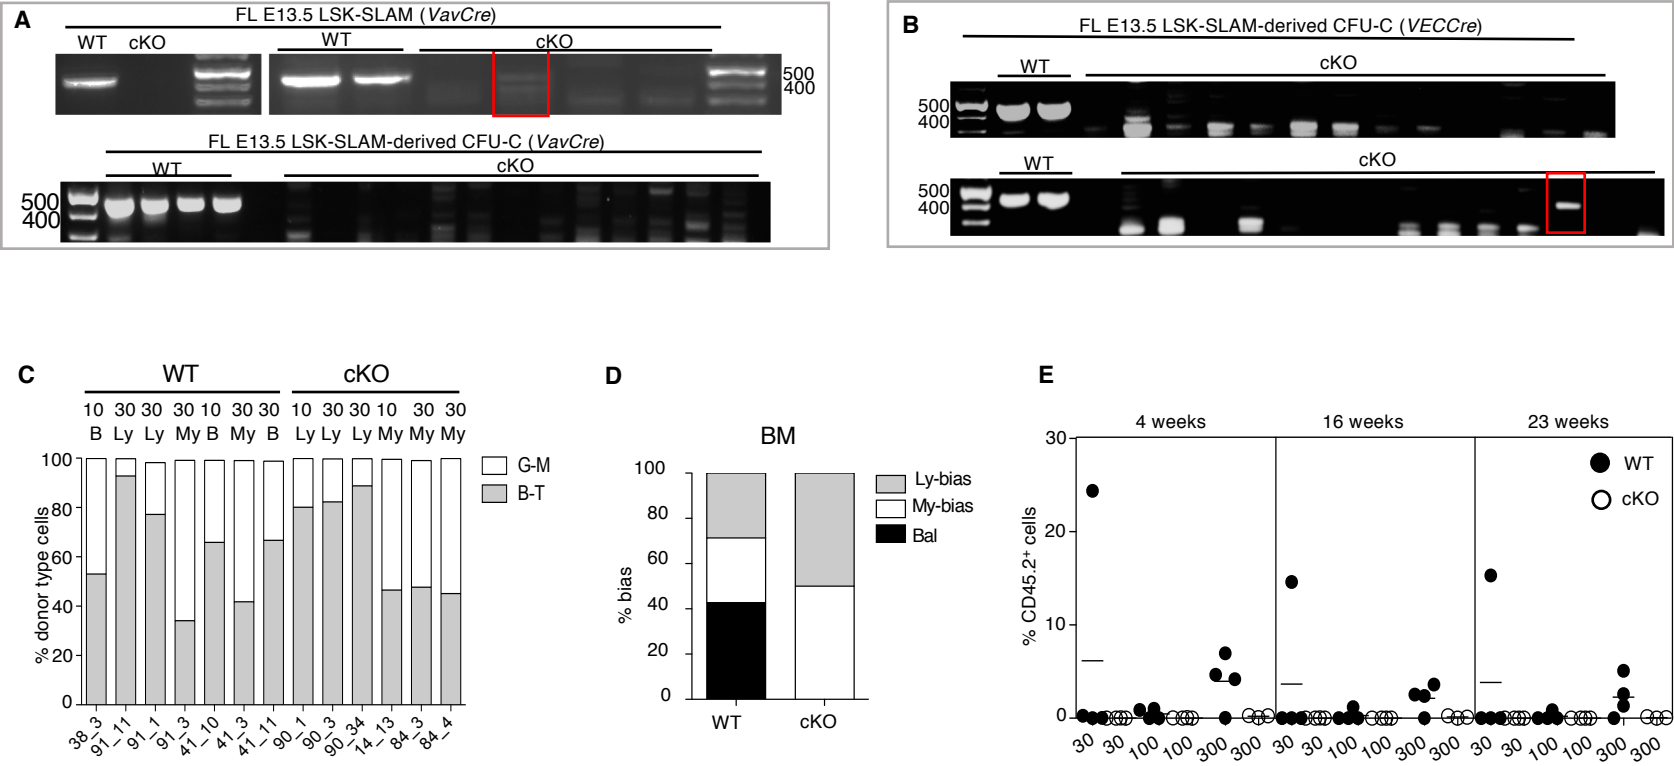 A
FL E13.5 LSK-SLAM (VavCre)
WT cKO WT cKO
500
400
FL E13.5 LSK-SLAM-derived CFU-C (VavCre)
WT cKO
500
400
B
FL E13.5 LSK-SLAM-derived CFU-C (VECCre)
WT cKO
500
400
WT cKO
500
400
C
WT cKO
10 30 30 30 10 30 30 10 30 30 10 30 30
B Ly Ly My B My B Ly Ly Ly My My My
G-M
B-T
% donor type cells
100
80
60
40
20
0
38_3 91_11 91_1 91_3 41_10 41_3 41_11 90_1 90_3 90_34 14_13 84_3 84_4
D
BM
% bias
100
80
60
40
20
0
WT cKO
Ly-bias
My-bias
Bal
E
4 weeks 16 weeks 23 weeks
% CD45.2+ cells
30
20
10
0
WT
cKO
30 30 100 100 300 300 30 30 100 100 300 300 30 30 100 100 300 300